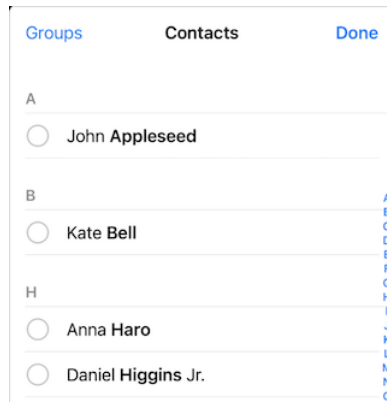 Groups Contacts Done
A
John Appleseed
B
Kate Bell
H
Anna Haro
Daniel Higgins Jr.